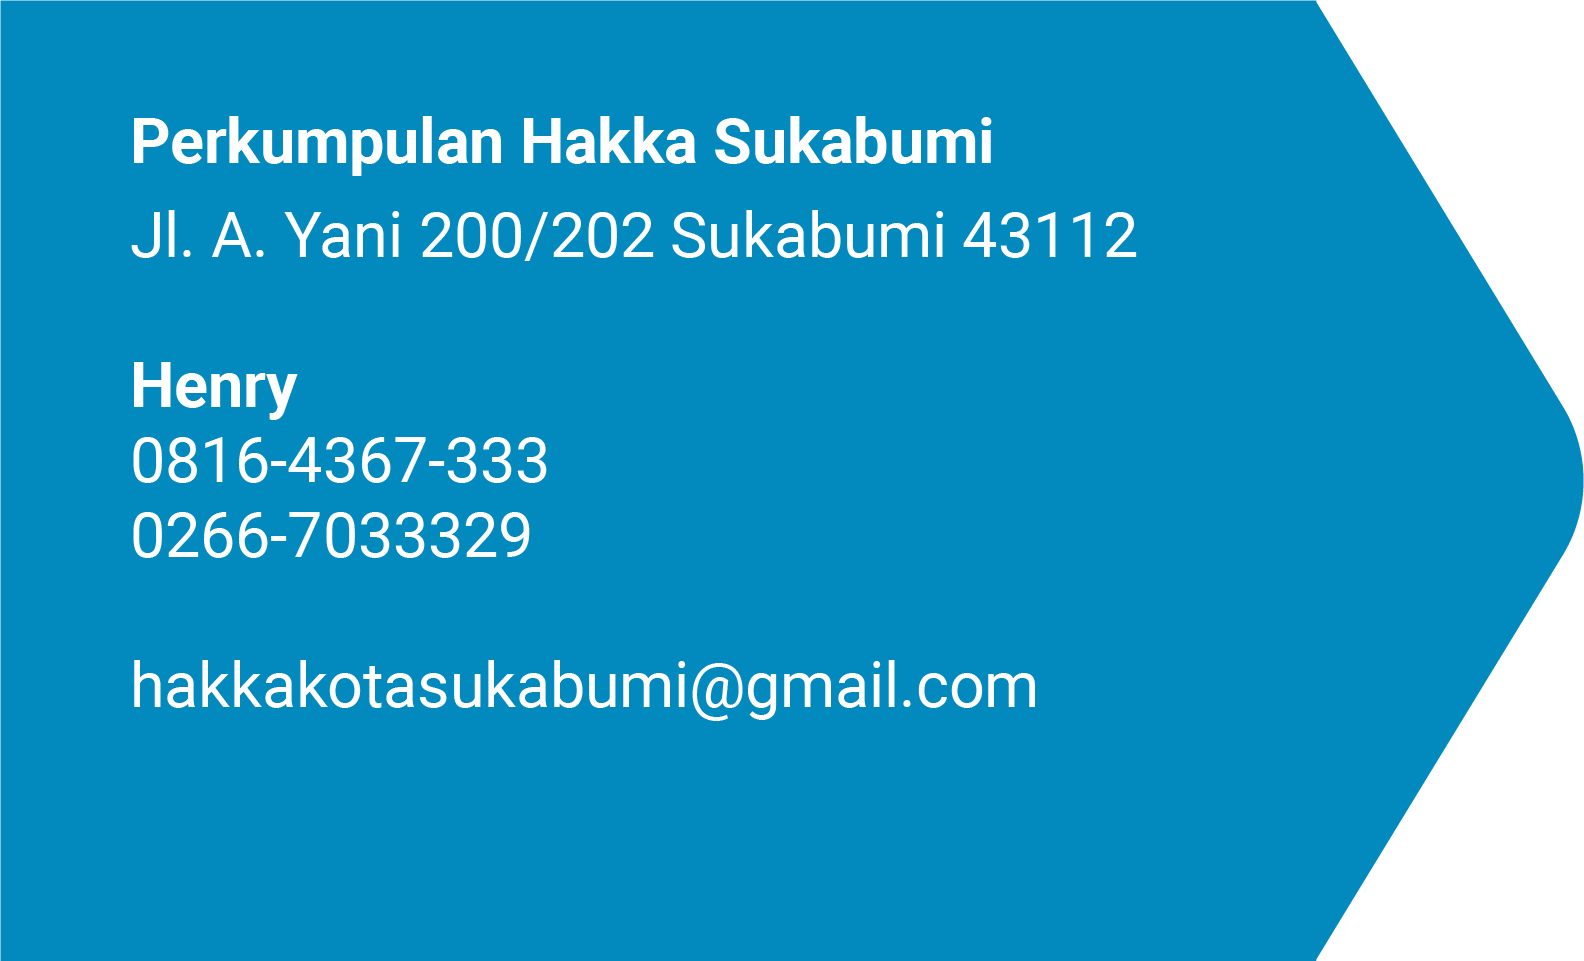 Perkumpulan Hakka Sukabumi
Jl. A. Yani 200/202 Sukabumi 43112
Henry
0816-4367-333
0266-7033329
hakkakotasukabumi@gmail.com